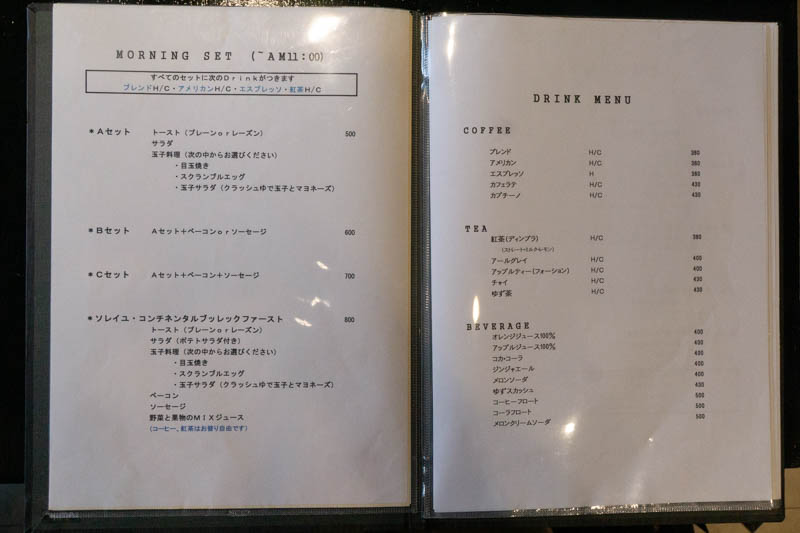 MORNING SET (~AM11:00)
すべてのセットに次のDrinkがつきます
ブレンドH/C・アメリカンH/C・エスプレッソ・紅茶H/C
＊Aセット トースト（プレーンorレーズン） 500
サラダ
玉子料理（次の中からお選びください）
・目玉焼き
・スクランブルエッグ
・玉子サラダ（クラッシュゆで玉子とマヨネーズ）
＊Bセット Aセット+ベーコンorソーセージ 600
＊Cセット Aセット+ベーコン+ソーセージ 700
＊ソレイユ・コンチネンタルブッレックファースト 800
トースト（プレーンorレーズン）
サラダ（ポテトサラダ付き）
玉子料理（次の中からお選びください）
・目玉焼き
・スクランブルエッグ
・玉子サラダ（クラッシュゆで玉子とマヨネーズ）
ベーコン
ソーセージ
野菜と果物のMIXジュース
（コーヒー、紅茶はお替り自由です）
DRINK MENU
COFFEE
ブレンド H/C 380
アメリカン H/C 380
エスプレッソ H 380
カフェラテ H/C 430
カプチーノ H/C 430
TEA
紅茶(ディンブラ) H/C 380
（ストレート・ミルク・レモン）
アールグレイ H/C 400
アップルティー(フォーション) H/C 400
チャイ H/C 430
ゆず茶 H/C 430
BEVERAGE
オレンジジュース100% 400
アップルジュース100% 400
コカ・コーラ 400
ジンジャエール 400
メロンソーダ 400
ゆずスカッシュ 400
コーヒーフロート 500
コーラフロート 500
メロンクリームソーダ 500